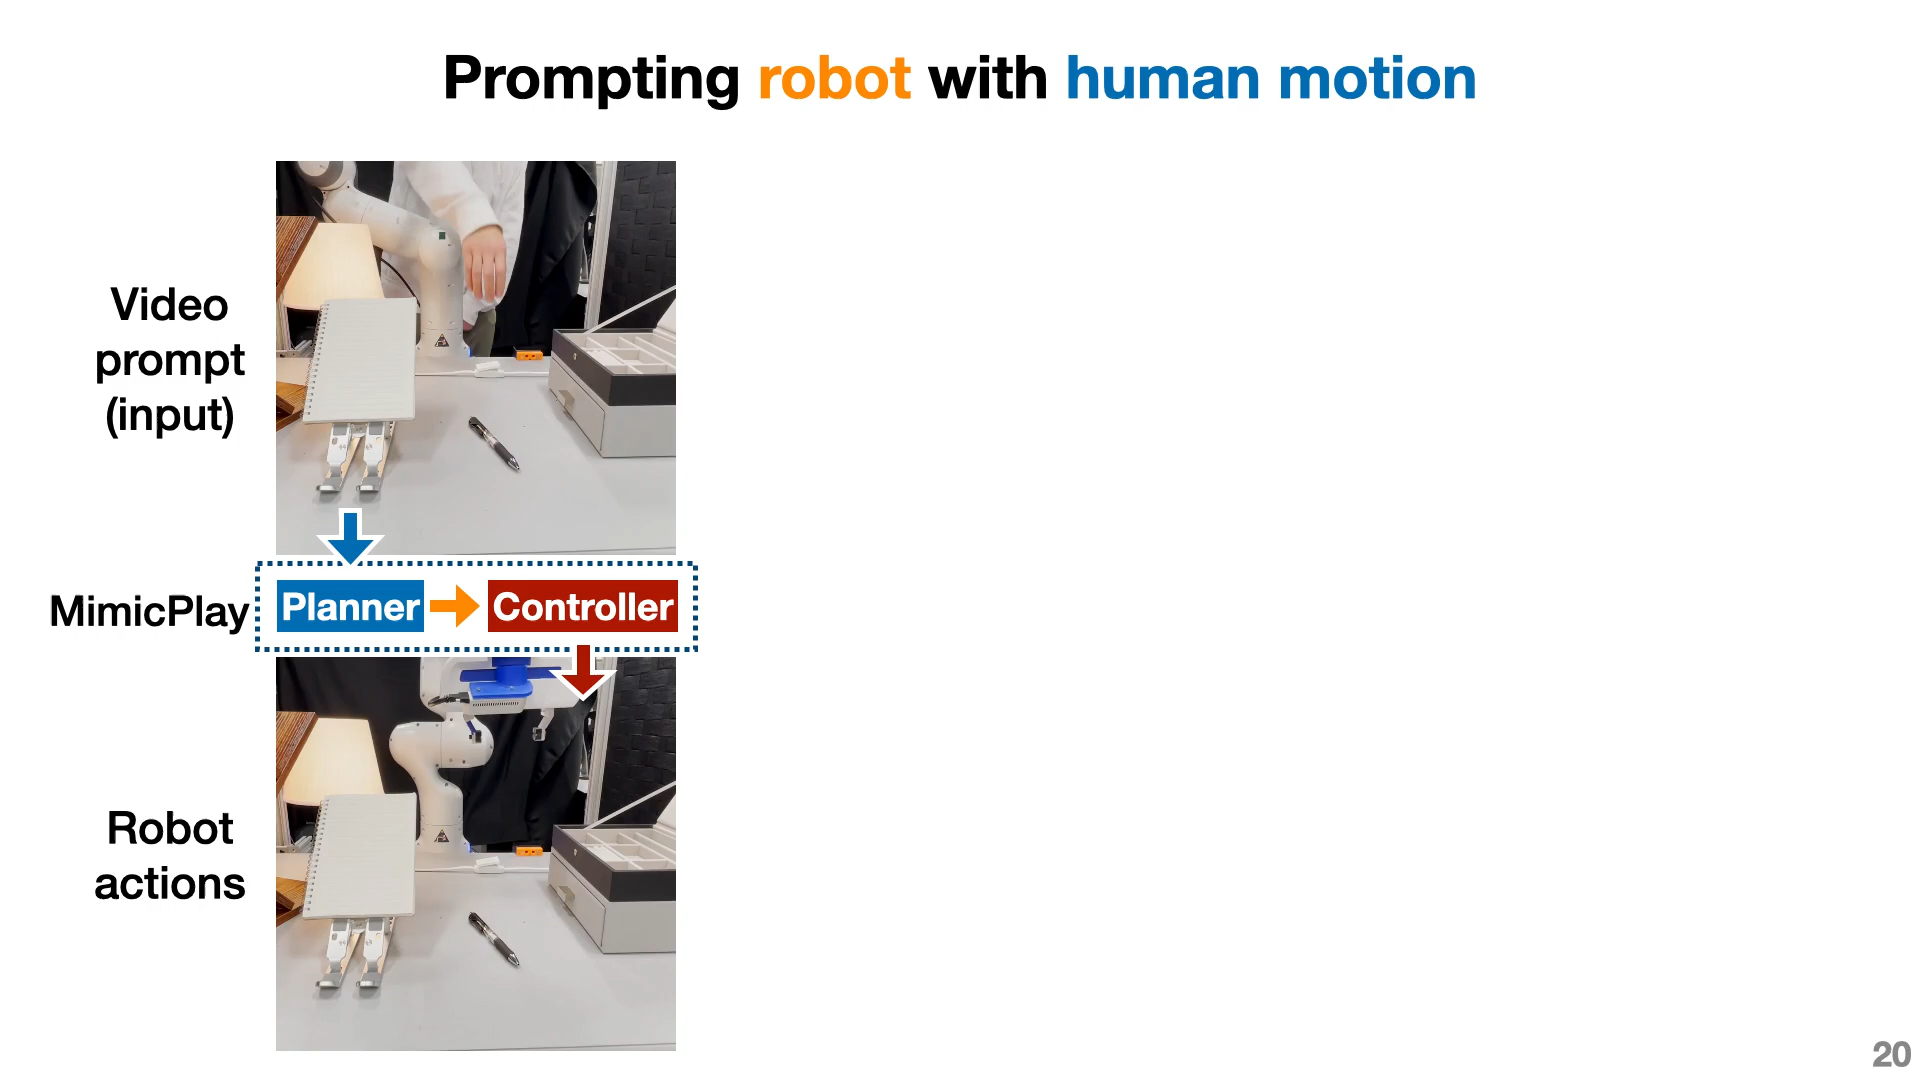 Prompting robot with human motion
Video
prompt
(input)
MimicPlay
Planner
Controller
Robot
actions
20